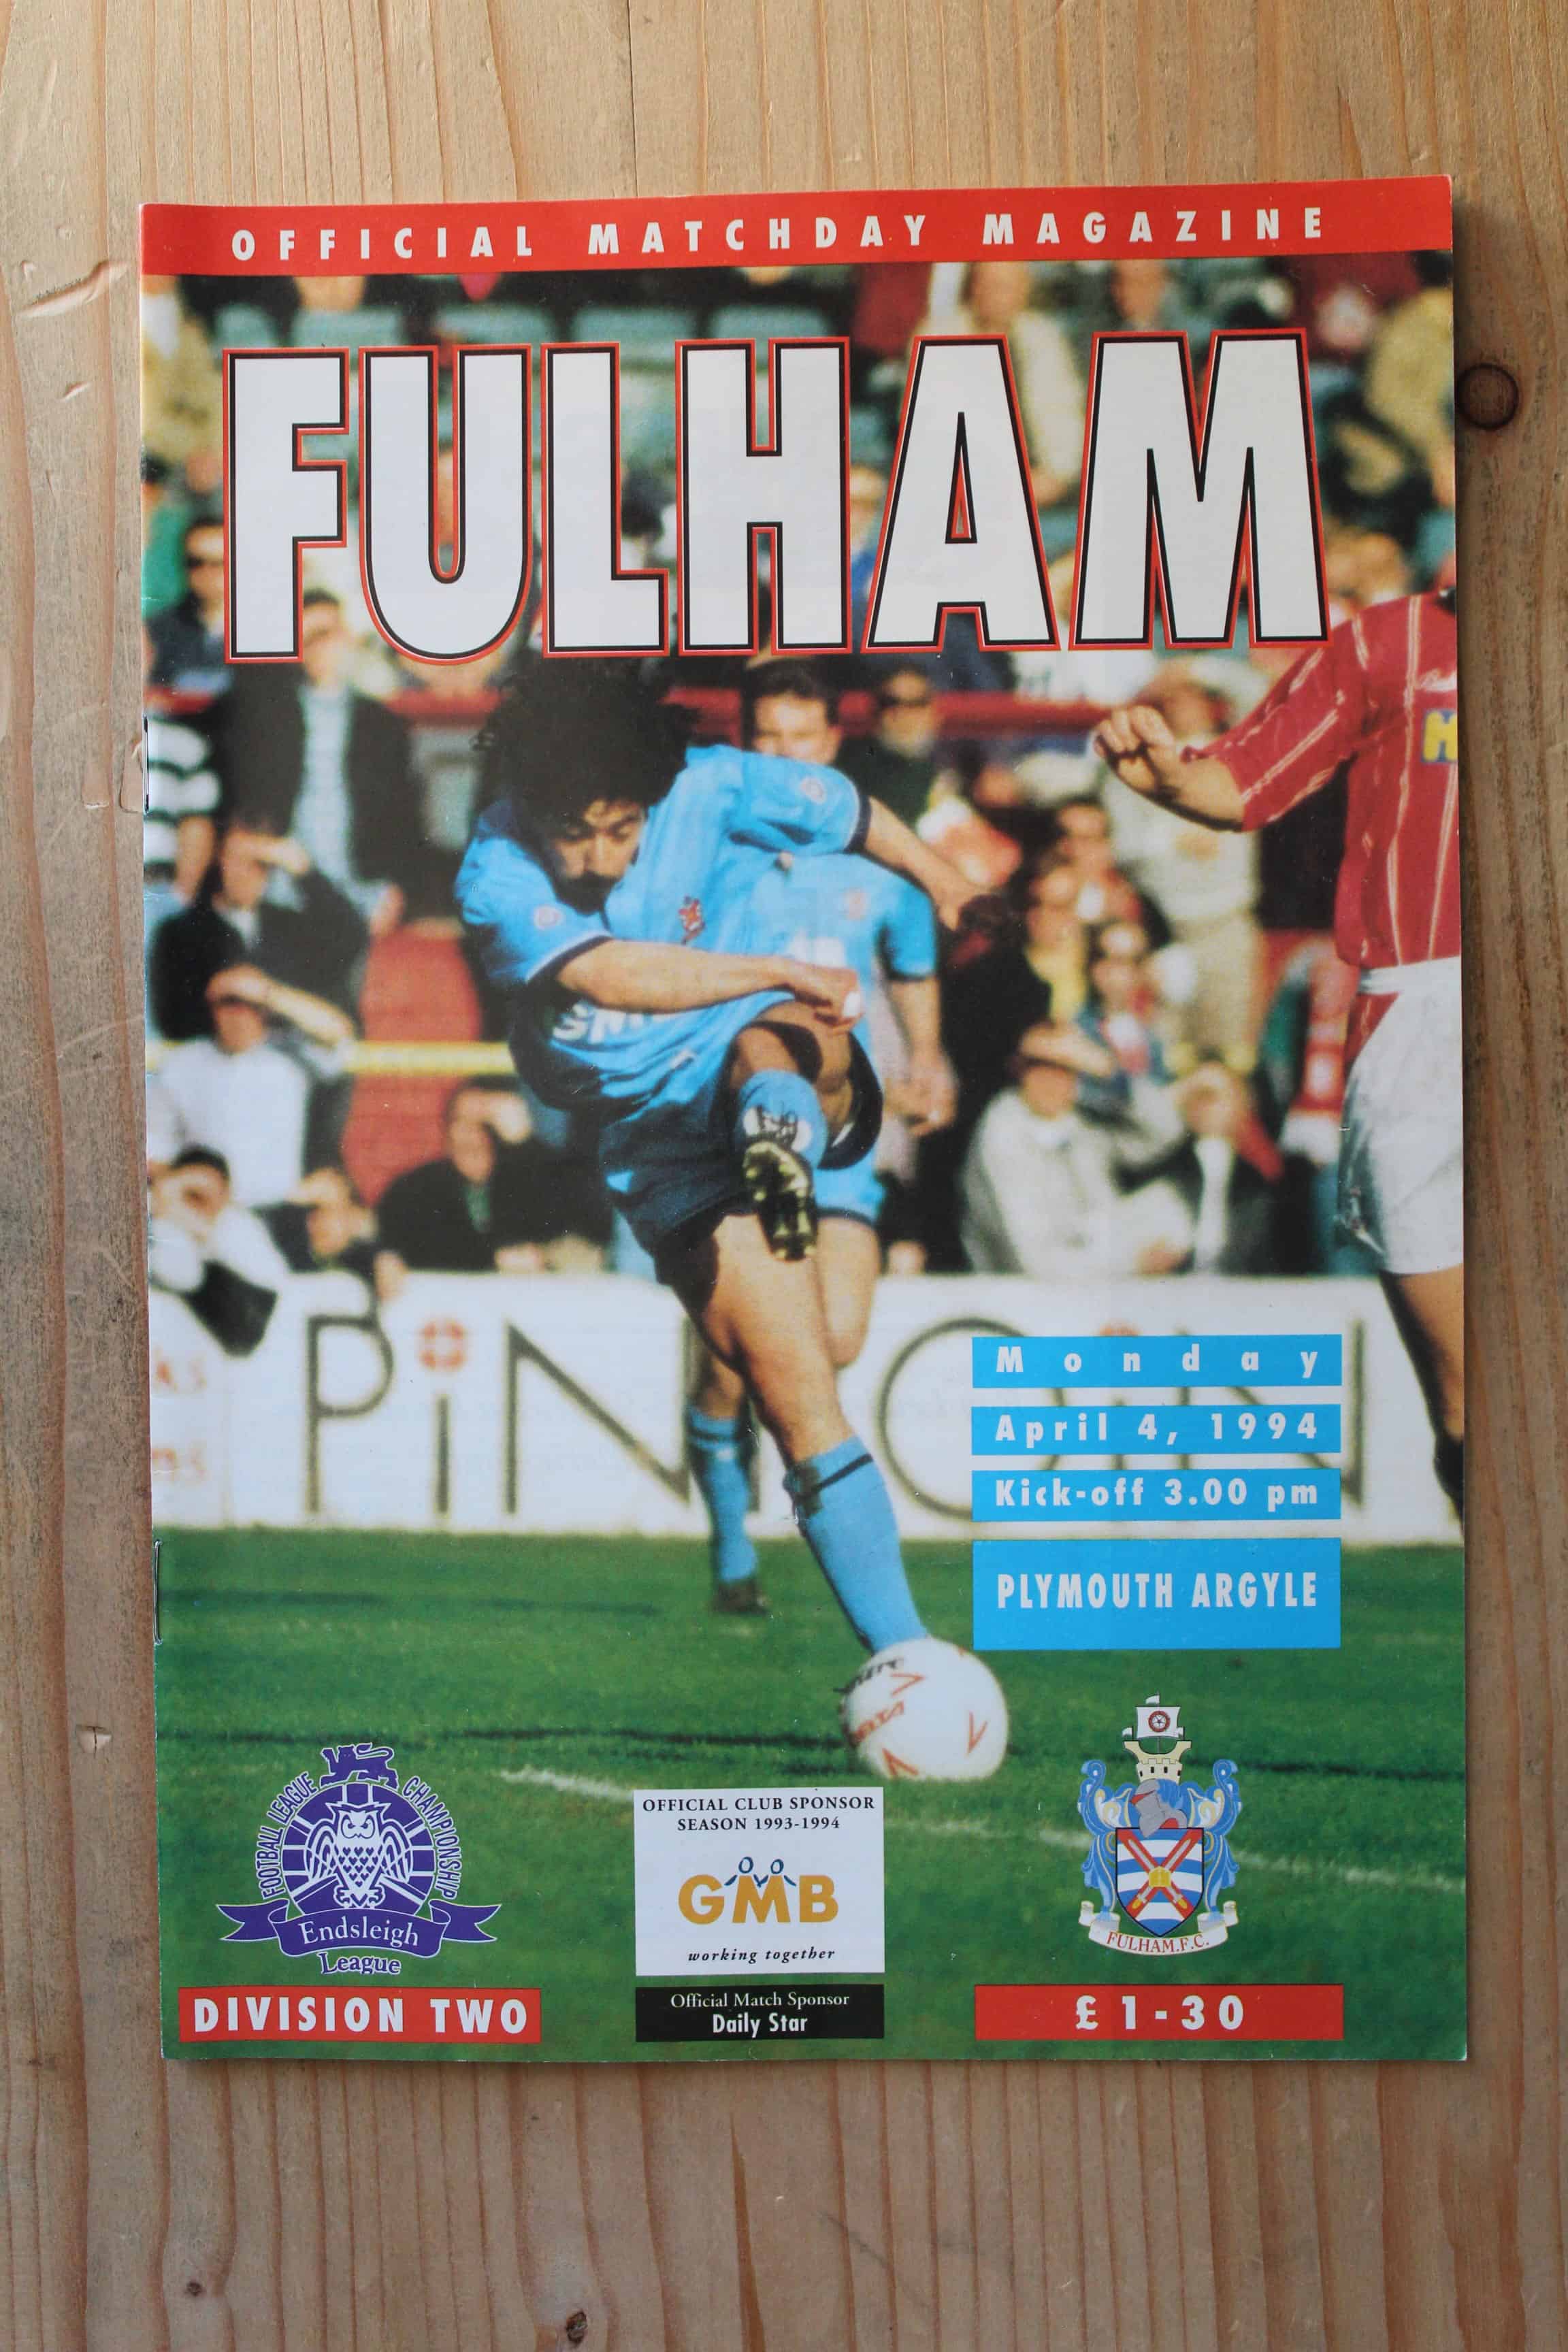 OFFICIAL MATCHDAY MAGAZINE
FULHAM
Monday
April 4, 1994
Kick-off 3.00 pm
PLYMOUTH ARGYLE
FOOTBALL LEAGUE CHAMPIONSHIP
Endsleigh
League
DIVISION TWO
OFFICIAL CLUB SPONSOR
SEASON 1993-1994
GMB
working together
Official Match Sponsor
Daily Star
FULHAM.F.C.
£1-30